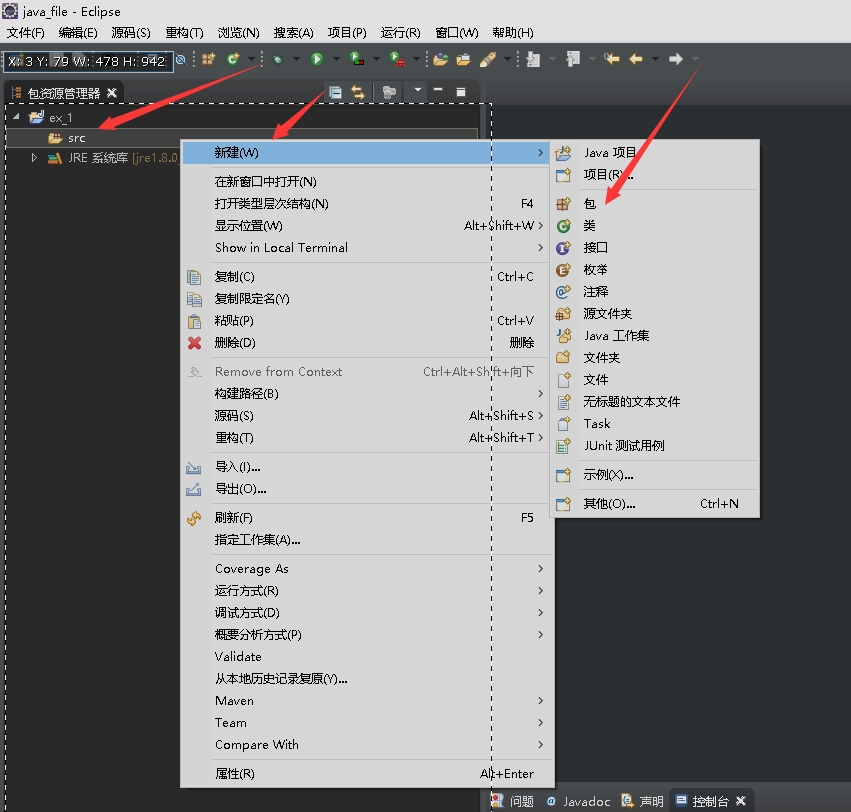 java_file - Eclipse
文件(F) 编辑(E) 源码(S) 重构(T) 浏览(N) 搜索(A) 项目(P) 运行(R) 窗口(W) 帮助(H)
X: 3 Y: 79 W: 478 H: 942
包资源管理器
ex_1
src
JRE 系统库 [jre1.8.0
新建(W)
在新窗口中打开(N)
打开类型层次结构(N) F4
显示位置(W) Alt+Shift+W
Show in Local Terminal
复制(C) Ctrl+C
复制限定名(Y)
粘贴(P) Ctrl+V
删除(D) 删除
Remove from Context Ctrl+Alt+Shift+向下
构建路径(B)
源码(S) Alt+Shift+S
重构(T) Alt+Shift+T
导入(I)...
导出(O)...
刷新(F) F5
指定工作集(A)...
Coverage As
运行方式(R)
调试方式(D)
概要分析方式(P)
Validate
从本地历史记录复原(Y)...
Maven
Team
Compare With
属性(R) Alt+Enter
Java 项目
项目(R)...
包
类
接口
枚举
注释
源文件夹
Java 工作集
文件夹
文件
无标题的文本文件
Task
JUnit 测试用例
示例(X)...
其他(O)... Ctrl+N
问题 @ Javadoc 声明 控制台